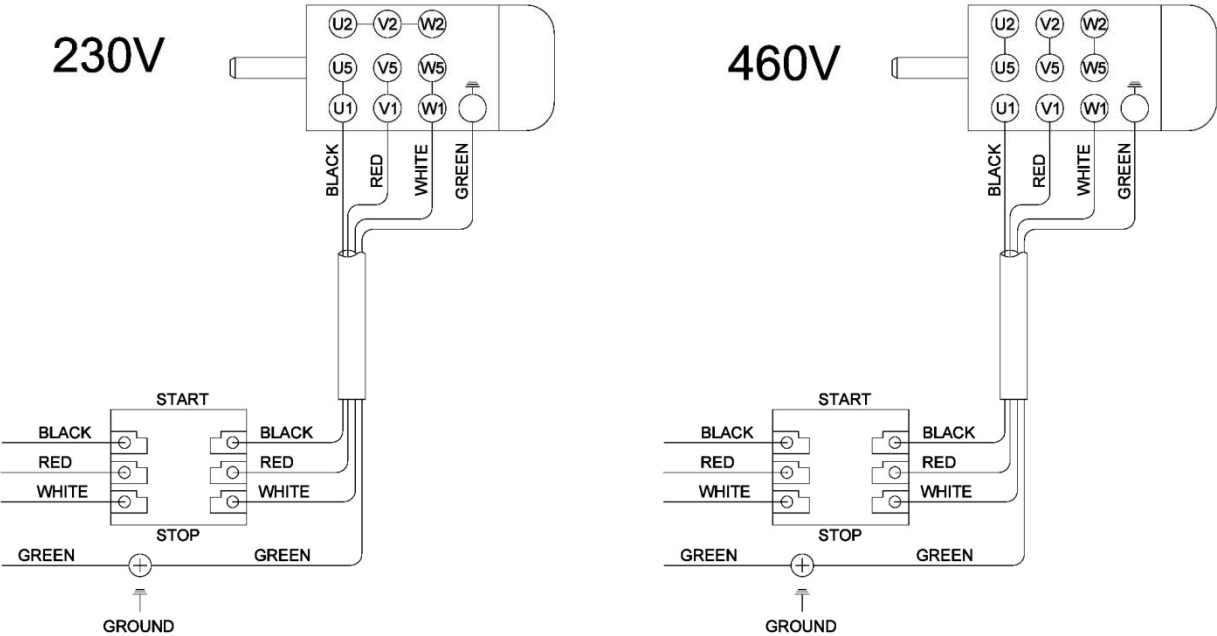 230V
U2 V2 W2
U5 V5 W5
U1 V1 W1
BLACK
RED
WHITE
GREEN
START
BLACK BLACK
RED RED
WHITE WHITE
STOP
GREEN GREEN
GROUND
460V
U2 V2 W2
U5 V5 W5
U1 V1 W1
BLACK
RED
WHITE
GREEN
START
BLACK BLACK
RED RED
WHITE WHITE
STOP
GREEN GREEN
GROUND